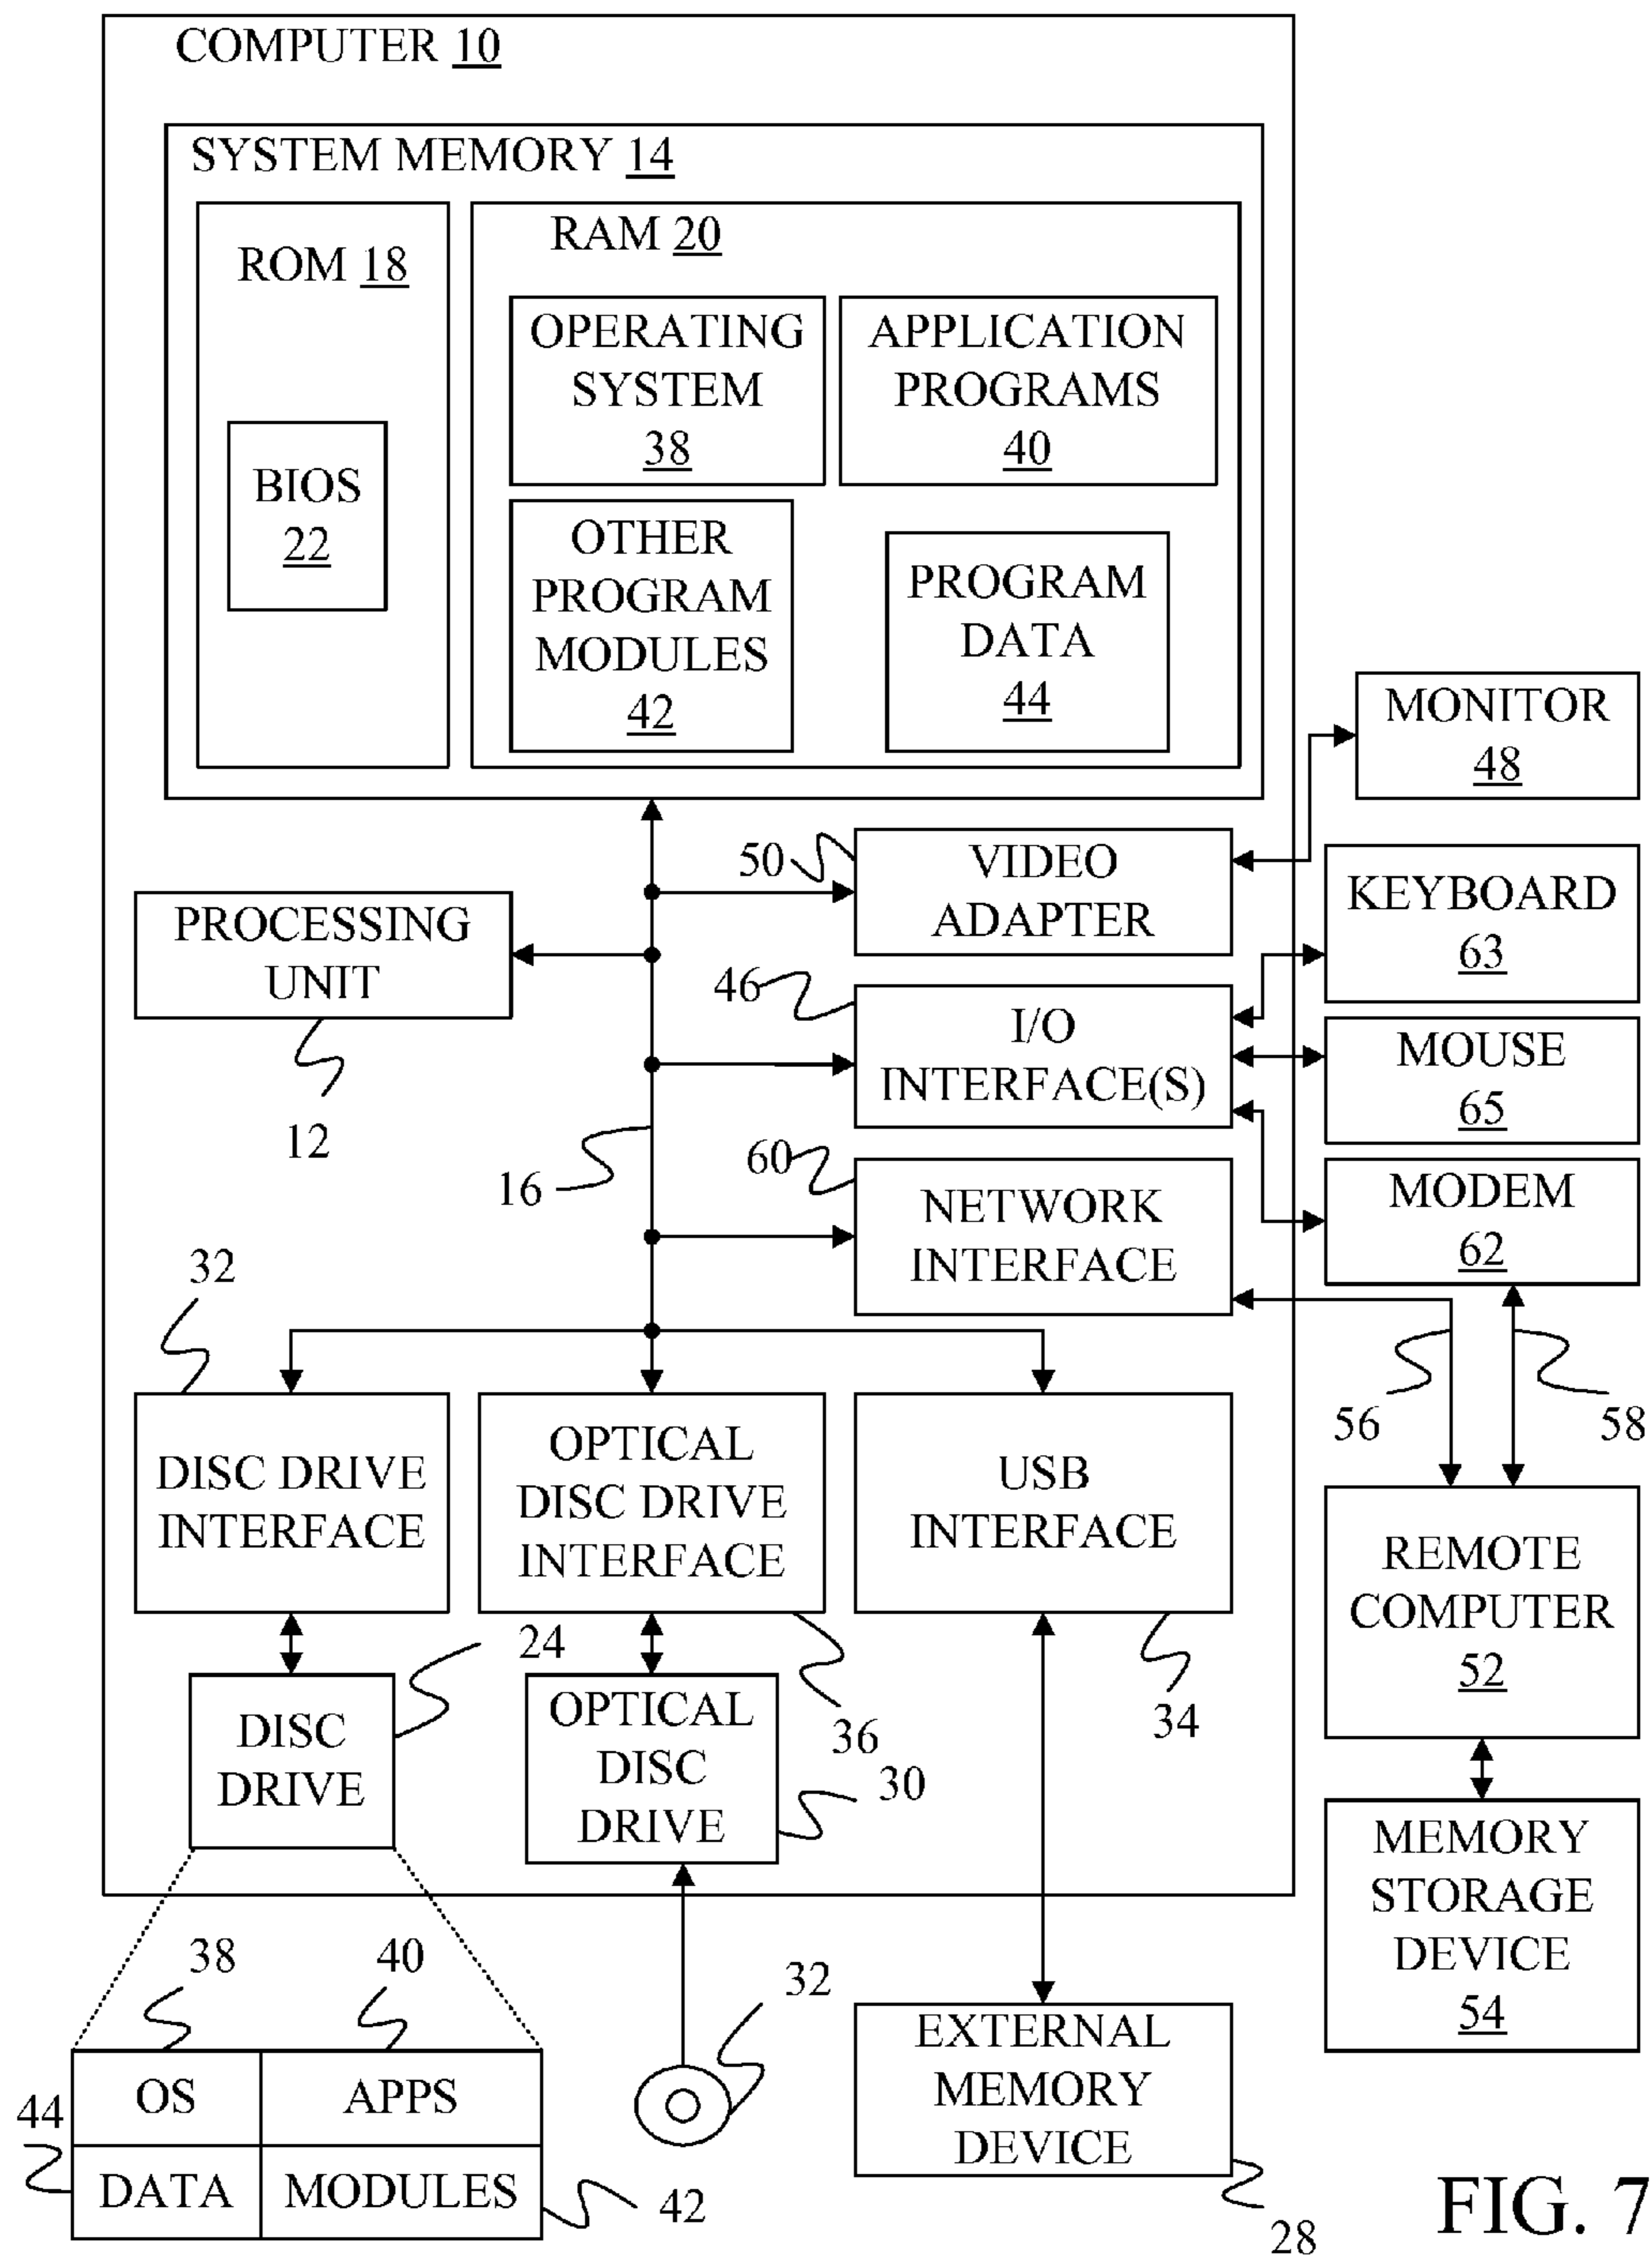 COMPUTER 10
SYSTEM MEMORY 14
ROM 18
BIOS
22
RAM 20
OPERATING
SYSTEM
38
APPLICATION
PROGRAMS
40
OTHER
PROGRAM
MODULES
42
PROGRAM
DATA
44
MONITOR
48
50
VIDEO
ADAPTER
KEYBOARD
63
PROCESSING
UNIT
12
46
I/O
INTERFACE(S)
MOUSE
65
16
60
NETWORK
INTERFACE
MODEM
62
56
58
32
DISC DRIVE
INTERFACE
OPTICAL
DISC DRIVE
INTERFACE
USB
INTERFACE
REMOTE
COMPUTER
52
24
36
34
DISC
DRIVE
OPTICAL
DISC
DRIVE
30
MEMORY
STORAGE
DEVICE
54
38
40
32
OS
APPS
44
DATA
MODULES
42
EXTERNAL
MEMORY
DEVICE
28
FIG. 7